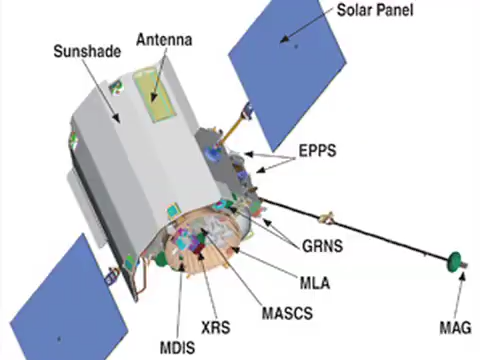 Solar Panel
Antenna
Sunshade
EPPS
GRNS
MLA
MASCS
MAG
XRS
MDIS